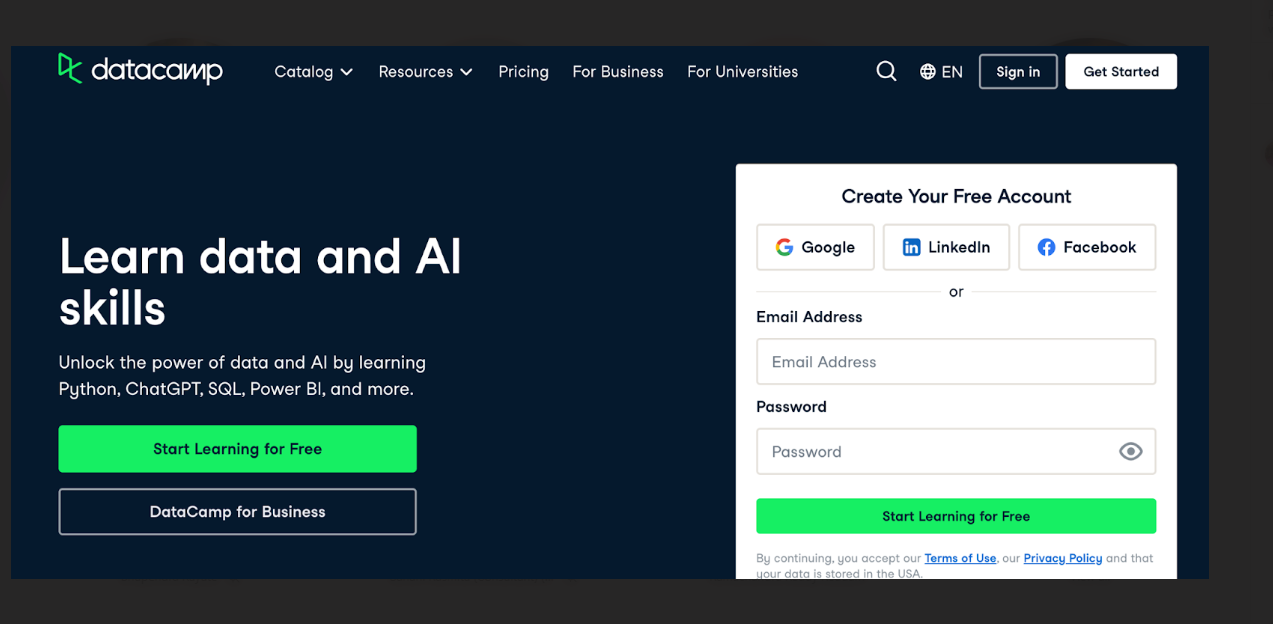 datacamp
Catalog
Resources
Pricing
For Business
For Universities
EN
Sign in
Get Started
Learn data and AI
skills
Unlock the power of data and AI by learning
Python, ChatGPT, SQL, Power BI, and more.
Start Learning for Free
DataCamp for Business
Create Your Free Account
Google
LinkedIn
Facebook
or
Email Address
Email Address
Password
Password
Start Learning for Free
By continuing, you accept our Terms of Use, our Privacy Policy and that
your data is stored in the USA.